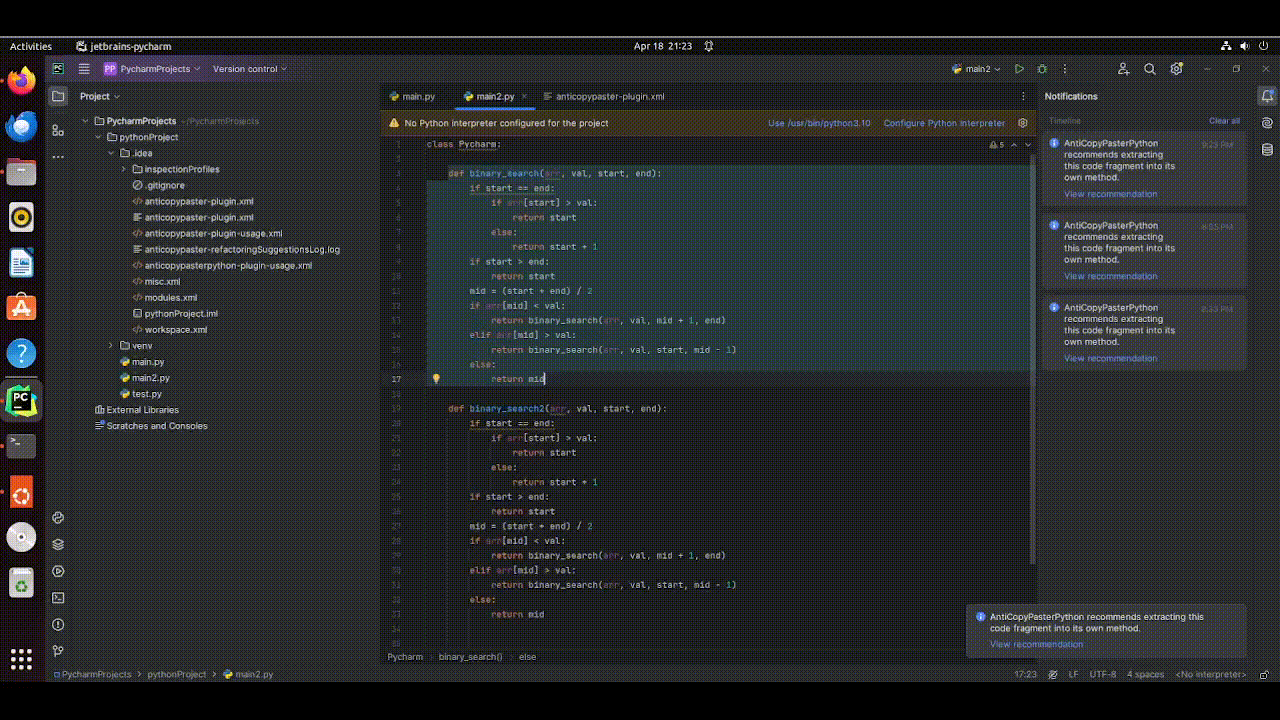 Activities
jetbrains-pycharm
Apr 18 21:23
PC
PP PycharmProjects
Version control
main2
Project
main.py
main2.py
anticopypaster-plugin.xml
Notifications
No Python interpreter configured for the project
Use /usr/bin/python3.10
Configure Python interpreter
Timeline
Clear all
PycharmProjects ~/PycharmProjects
pythonProject
.idea
inspectionProfiles
.gitignore
anticopypaster-plugin.xml
anticopypaster-plugin.xml
anticopypaster-plugin-usage.xml
anticopypaster-refactoringSuggestionsLog.log
anticopypasterpython-plugin-usage.xml
misc.xml
modules.xml
pythonProject.iml
workspace.xml
venv
main.py
main2.py
test.py
External Libraries
Scratches and Consoles
1 class Pycharm:
5
def binary_search(arr, val, start, end):
if start == end:
if arr[start] > val:
return start
else:
return start + 1
if start > end:
return start
mid = (start + end) / 2
if arr[mid] < val:
return binary_search(arr, val, mid + 1, end)
elif arr[mid] > val:
return binary_search(arr, val, start, mid - 1)
else:
17 return mid
def binary_search2(arr, val, start, end):
if start == end:
if arr[start] > val:
return start
else:
return start + 1
if start > end:
return start
mid = (start + end) / 2
if arr[mid] < val:
return binary_search(arr, val, mid + 1, end)
elif arr[mid] > val:
return binary_search(arr, val, start, mid - 1)
else:
return mid
AntiCopyPasterPython
recommends extracting
this code fragment into its
own method.
View recommendation
AntiCopyPasterPython
recommends extracting
this code fragment into its
own method.
View recommendation
AntiCopyPasterPython
recommends extracting
this code fragment into its
own method.
View recommendation
AntiCopyPasterPython recommends extracting this
code fragment into its own method.
View recommendation
Pycharm
binary_search()
else
PycharmProjects
pythonProject
main2.py
17:23
LF
UTF-8
4 spaces
<No interpreter>